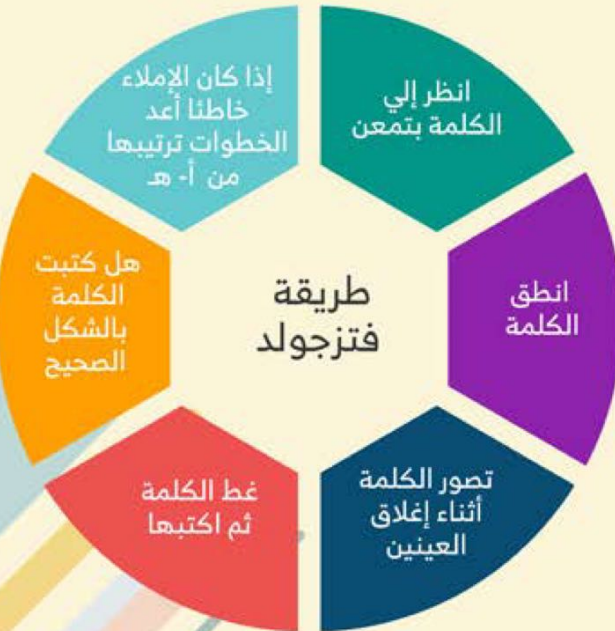 طريقة
فتزجولد
انظر إلي
الكلمة بتمعن
انطق
الكلمة
تصور الكلمة
أثناء إغلاق
العينين
غط الكلمة
ثم اكتبها
هل كتبت
الكلمة
بالشكل
الصحيح
إذا كان الإملاء
خاطئا أعد
الخطوات ترتيبها
من أ- هـ